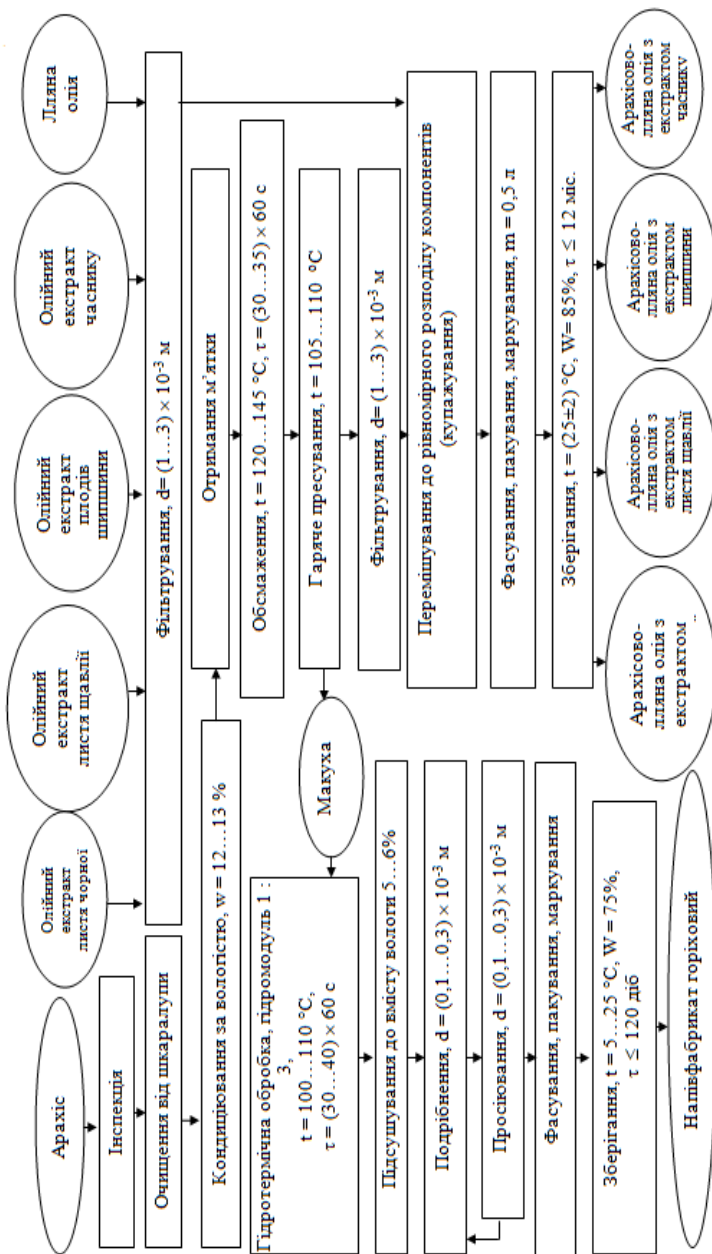 Арахіс
Олійний
екстракт
листя чорної
Олійний
екстракт
листя щавлії
Олійний
екстракт
плодів
шипшини
Олійний
екстракт
часнику
Лляна
олія
Інспекція
Очищення від шкаралупи
Фільтрування, d= (1…3) × 10⁻³ м
Кондиціювання за вологістю, w = 12…13 %
Отримання м'ятки
Обсмаження, t = 120…145 °C, τ = (30…35) × 60 с
Гаряче пресування, t = 105…110 °C
Макуха
Фільтрування, d= (1…3) × 10⁻³ м
Перемішування до рівномірного розподілу компонентів
(купажування)
Фасування, пакування, маркування, m = 0,5 л
Зберігання, t = (25±2) °C, W= 85%, τ ≤ 12 міс.
Гідротермічна обробка, гідромодуль 1 :
3,
t = 100…110 °C,
τ = (30…40) × 60 с
Підсушування до вмісту вологи 5…6%
Подрібнення, d = (0,1…0,3) × 10⁻³ м
Просіювання, d = (0,1…0,3) × 10⁻³ м
Фасування, пакування, маркування
Зберігання, t = 5…25 °C, W = 75%,
τ ≤ 120 діб
Напівфабрикат горіховий
Арахісово-
лляна олія з
екстрактом
Арахісово-
лляна олія з
екстрактом
листя щавлії
Арахісово-
лляна олія з
екстрактом
шипшини
Арахісово-
лляна олія з
екстрактом
часнику